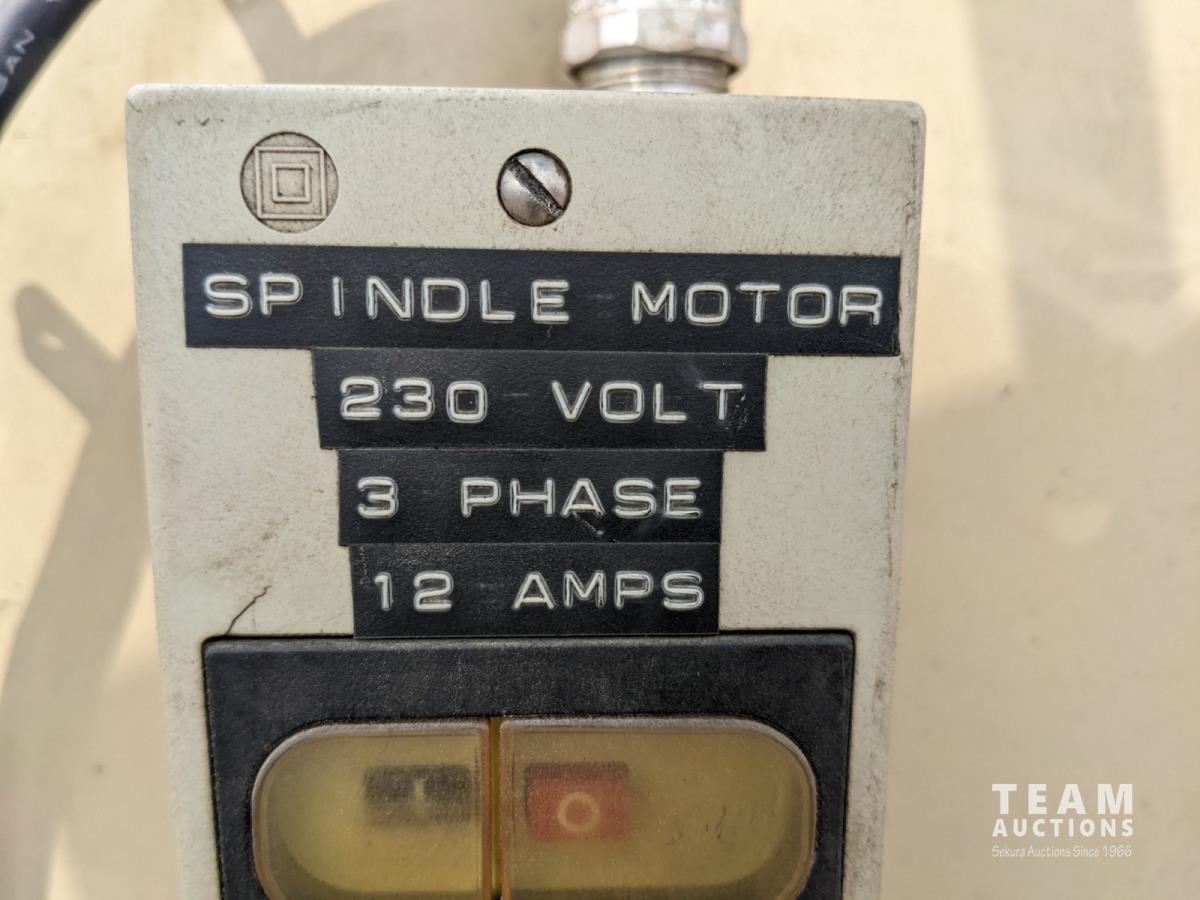 SPINDLE MOTOR
230 VOLT
3 PHASE
12 AMPS
I O
TEAM
AUCTIONS
Sekura Auctions Since 1966